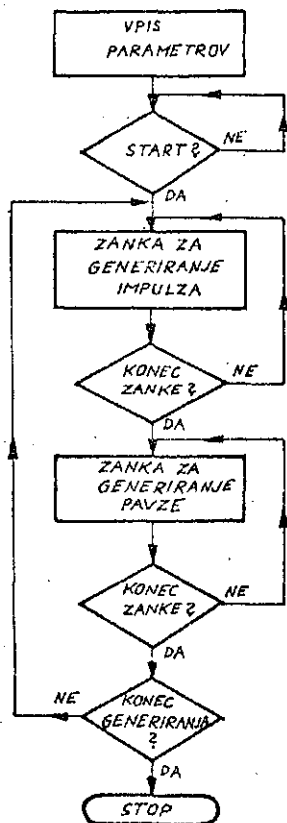 VPIS
PARAMETROV
START?
NE
DA
ZANKA ZA
GENERIRANJE
IMPULZA
KONEC
ZANKE?
NE
DA
ZANKA ZA
GENERIRANJE
PAVZE
KONEC
ZANKE?
NE
DA
NE
KONEC
GENERIRANJA
?
DA
STOP